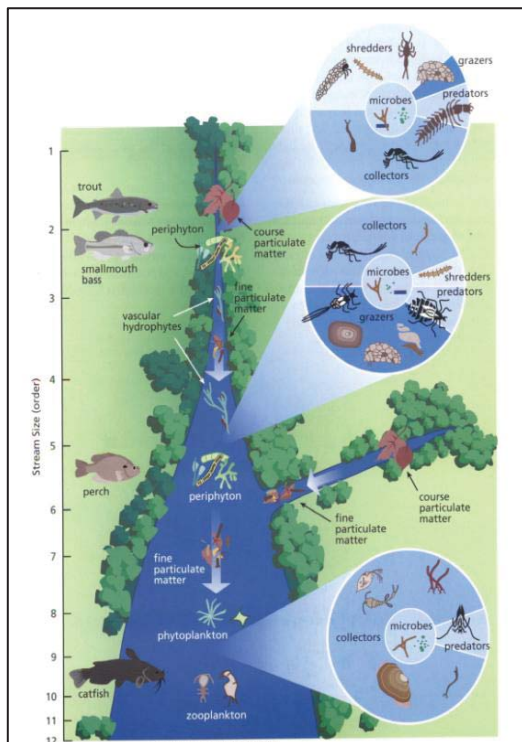 shredders
grazers
predators
microbes
collectors
1
trout
2
periphyton
course
particulate
matter
smallmouth
bass
collectors
microbes
shredders
predators
grazers
3
vascular
hydrophytes
fine
particulate
matter
4
Stream Size (order)
5
perch
periphyton
course
particulate
matter
6
fine
particulate
matter
7
fine
particulate
matter
8
phytoplankton
microbes
collectors
predators
9
catfish
10
zooplankton
11
12